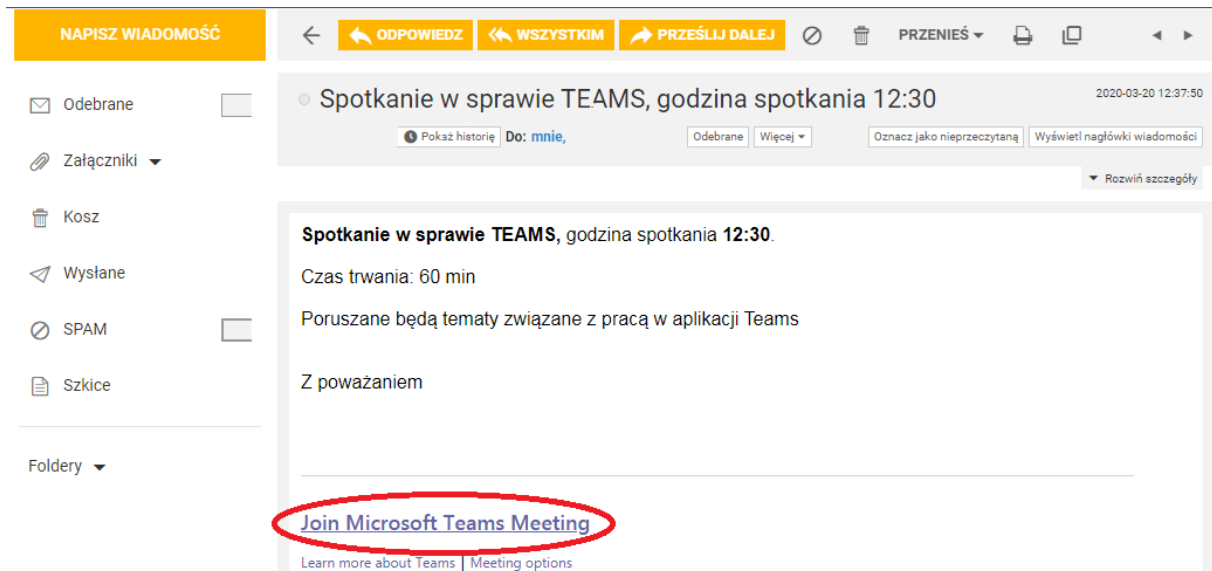 NAPISZ WIADOMOŚĆ
ODPOWIEDZ WSZYSTKIM PRZEŚLIJ DALEJ PRZENIEŚ
Odebrane
Załączniki
Kosz
Wysłane
SPAM
Szkice
Foldery
Spotkanie w sprawie TEAMS, godzina spotkania 12:30 2020-03-20 12:37:50
Pokaż historię Do: mnie, Odebrane Więcej Oznacz jako nieprzeczytaną Wyświetl nagłówki wiadomości
Rozwiń szczegóły
Spotkanie w sprawie TEAMS, godzina spotkania 12:30.
Czas trwania: 60 min
Poruszane będą tematy związane z pracą w aplikacji Teams
Z poważaniem
Join Microsoft Teams Meeting
Learn more about Teams | Meeting options